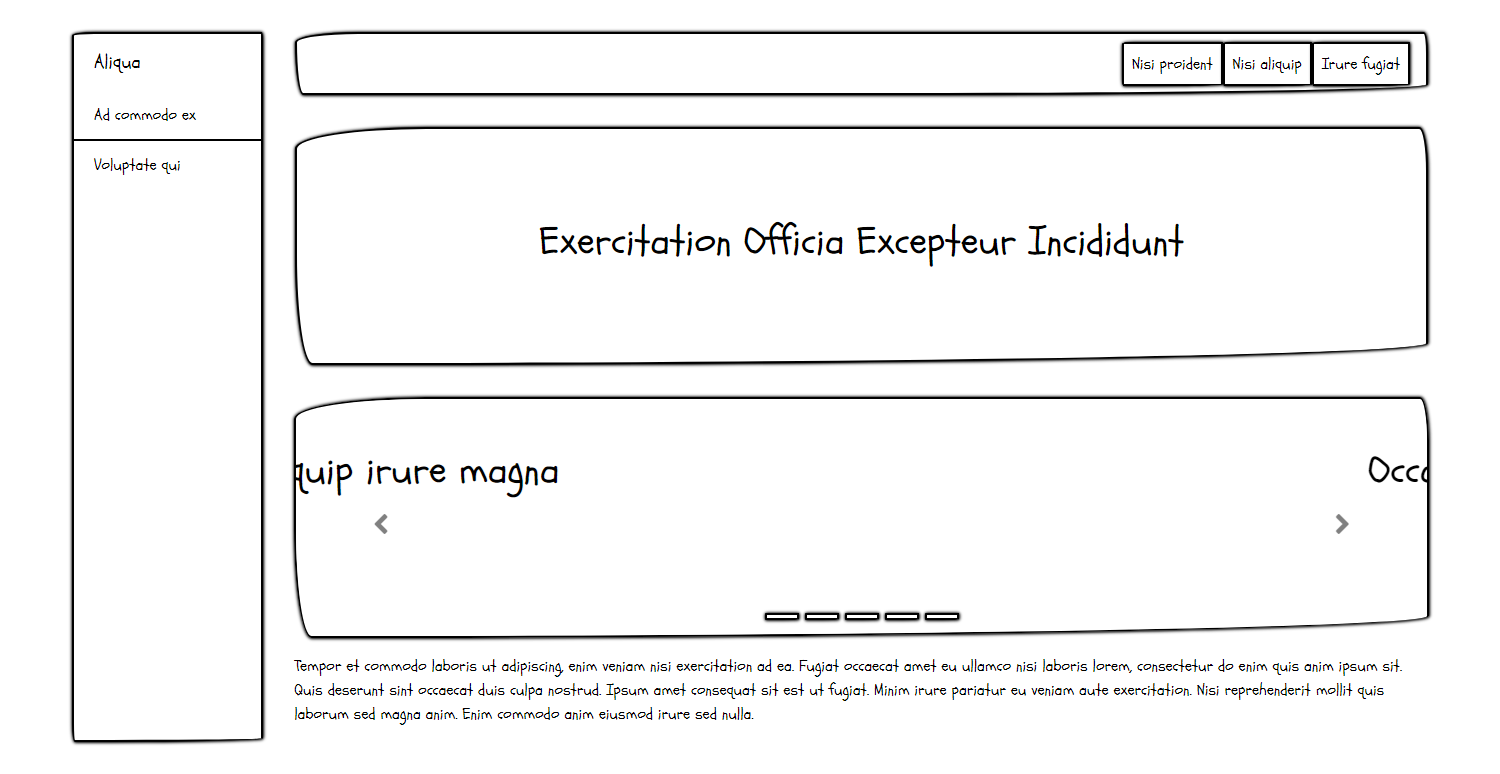 Aliqua
Ad commodo ex
Voluptate qui
Nisi proident
Nisi aliquip
Irure fugiat
Exercitation Officia Excepteur Incididunt
quip irure magna
Tempor et commodo laboris ut adipiscing, enim veniam nisi exercitation ad ea. Fugiat occaecat amet eu ullamco nisi laboris lorem, consectetur do enim quis anim ipsum sit.
Quis deserunt sint occaecat duis culpa nostrud. Ipsum amet consequat sit est ut fugiat. Minim irure pariatur eu veniam aute exercitation. Nisi reprehenderit mollit quis
laborum sed magna anim. Enim commodo anim eiusmod irure sed nulla.